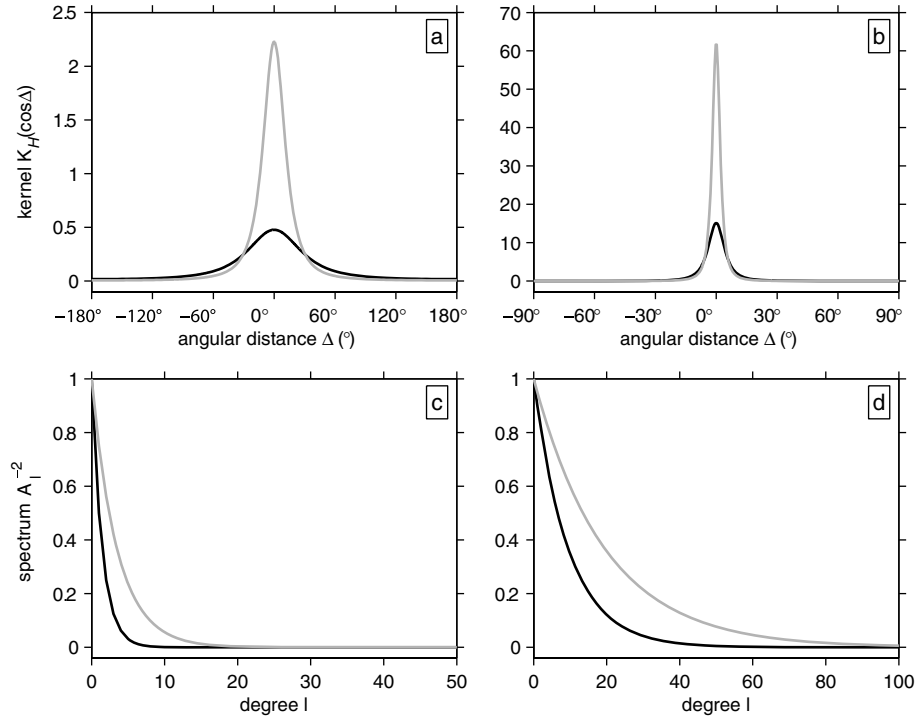 a
2.5
2
1.5
1
0.5
0
kernel K_H(cosΔ)
−180° −120° −60° 0° 60° 120° 180°
angular distance Δ (°)
b
70
60
50
40
30
20
10
0
−90° −60° −30° 0° 30° 60° 90°
angular distance Δ (°)
c
1
0.8
0.6
0.4
0.2
0
spectrum A_l^−2
0 10 20 30 40 50
degree l
d
1
0.8
0.6
0.4
0.2
0
0 20 40 60 80 100
degree l